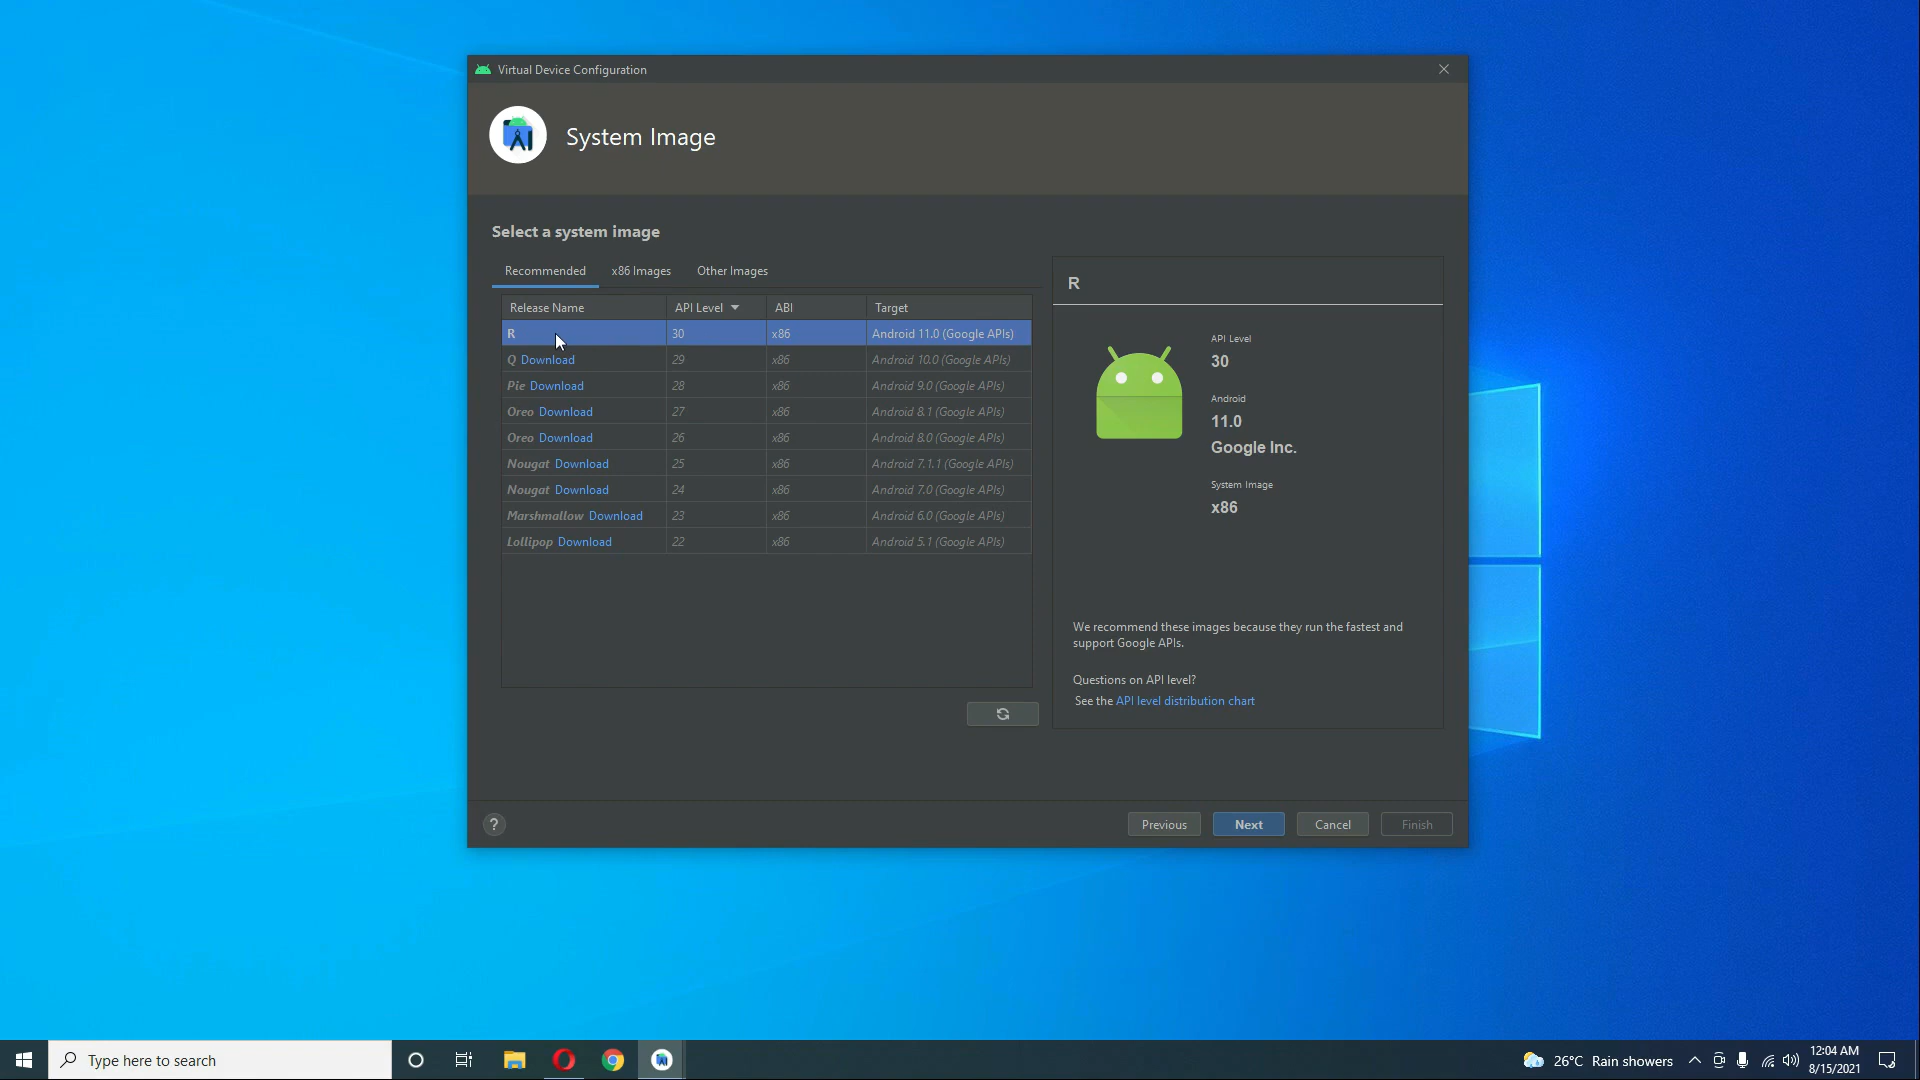 Virtual Device Configuration
System Image
Select a system image
Recommended x86 Images Other Images
Release Name API Level ABI Target
R 30 x86 Android 11.0 (Google APIs)
Q Download 29 x86 Android 10.0 (Google APIs)
Pie Download 28 x86 Android 9.0 (Google APIs)
Oreo Download 27 x86 Android 8.1 (Google APIs)
Oreo Download 26 x86 Android 8.0 (Google APIs)
Nougat Download 25 x86 Android 7.1.1 (Google APIs)
Nougat Download 24 x86 Android 7.0 (Google APIs)
Marshmallow Download 23 x86 Android 6.0 (Google APIs)
Lollipop Download 22 x86 Android 5.1 (Google APIs)
R
API Level
30
Android
11.0
Google Inc.
System Image
x86
We recommend these images because they run the fastest and
support Google APIs.
Questions on API level?
See the API level distribution chart
? Previous Next Cancel Finish
Type here to search
26°C Rain showers
12:04 AM
8/15/2021